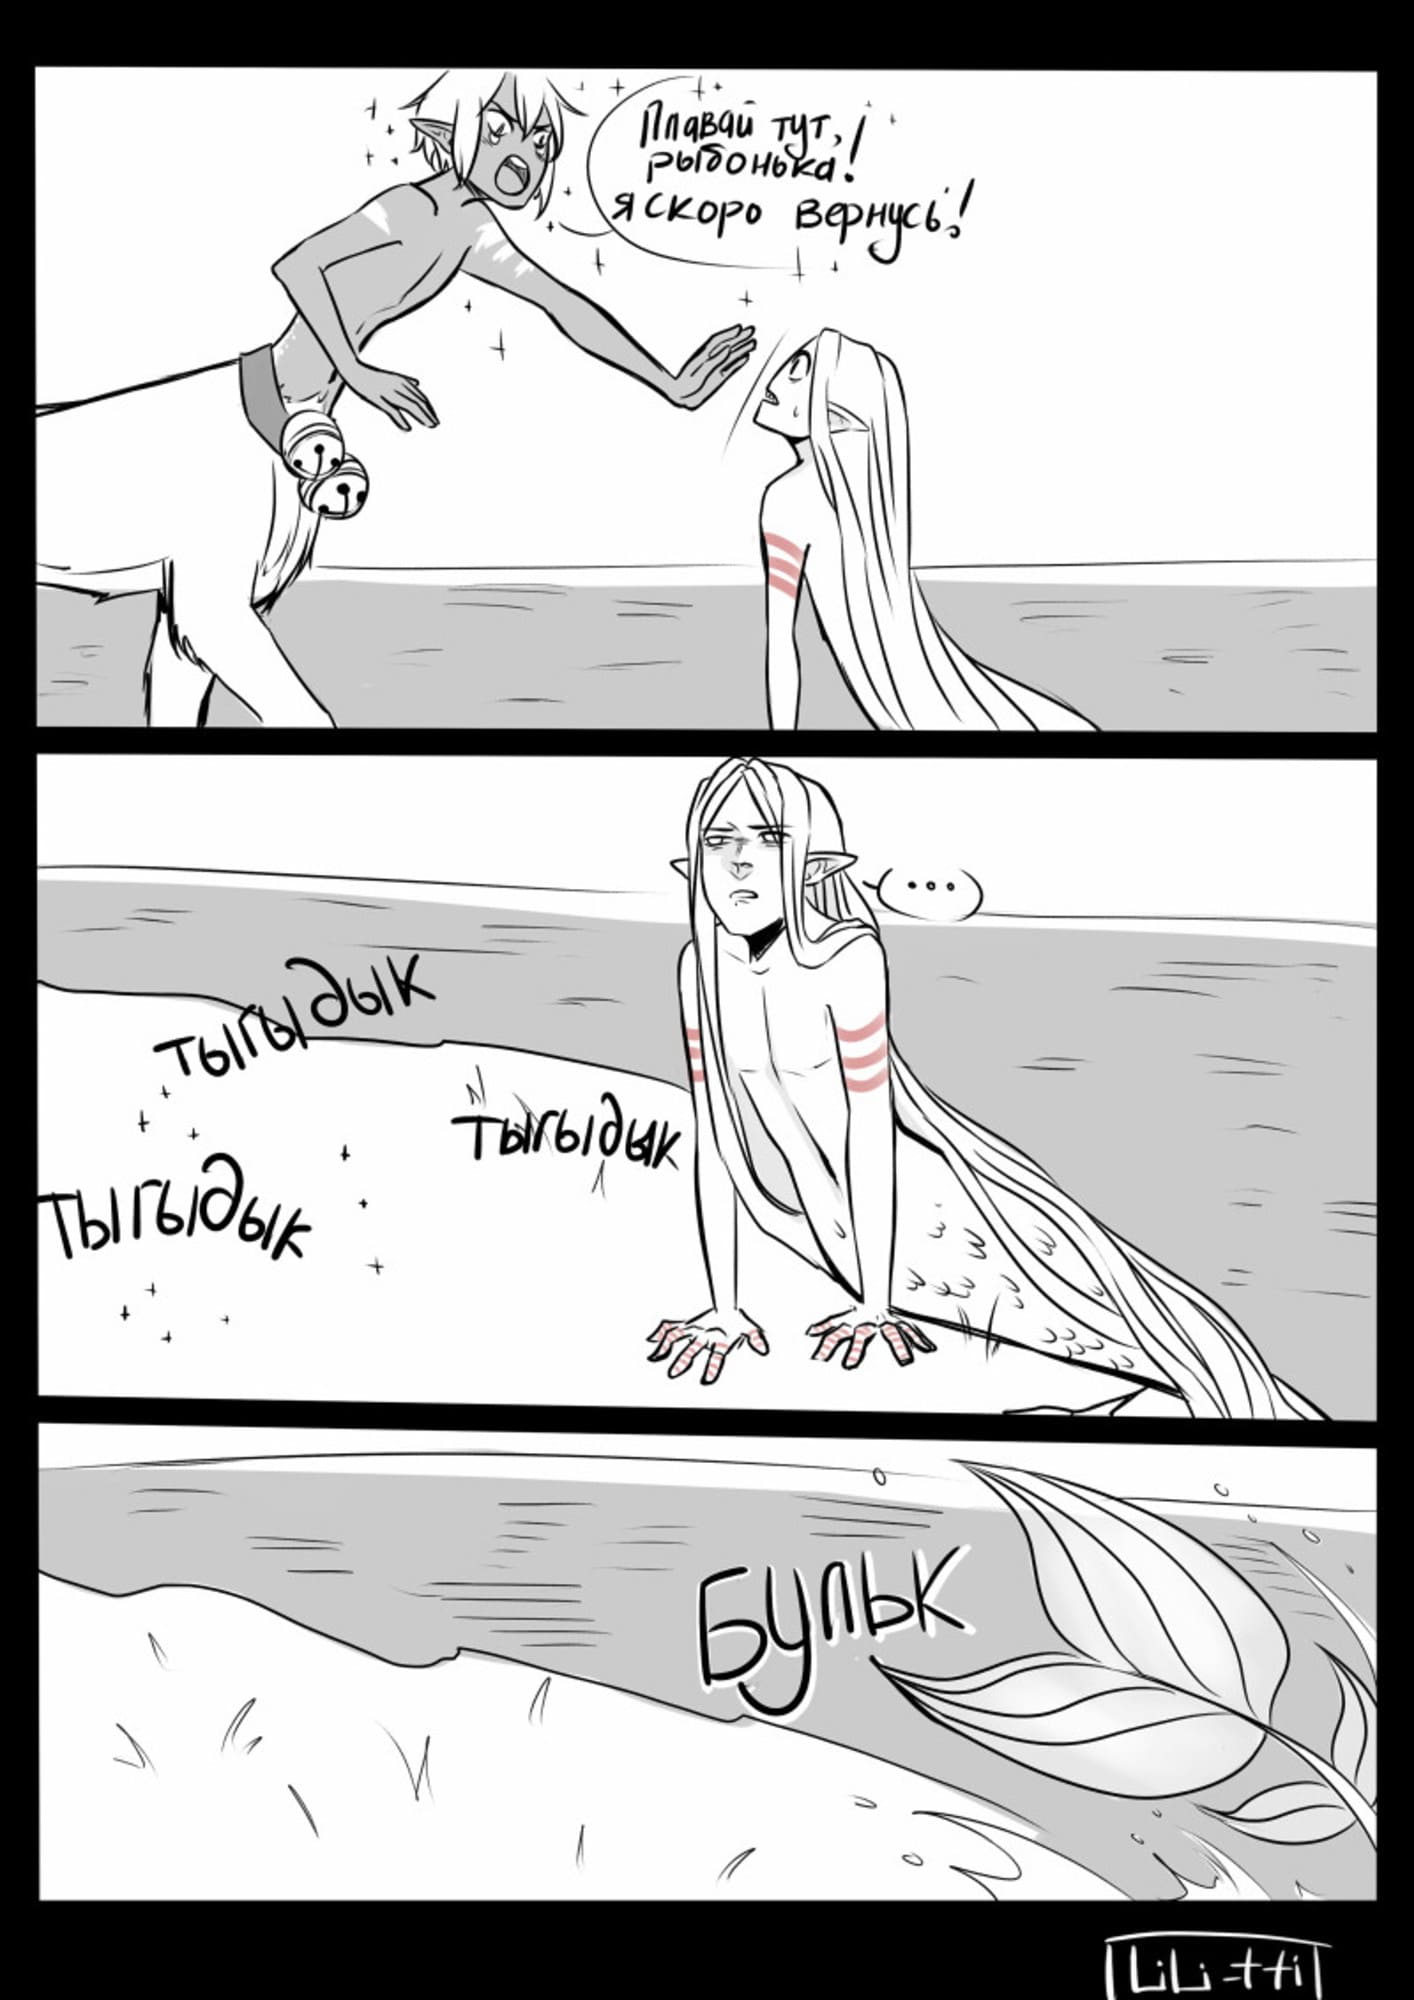 Плавай тут,
рыбонька!
я скоро вернусь!
...
тыгыдык
тыгыдык
тыгыдык
Бульк
LiLi-tti